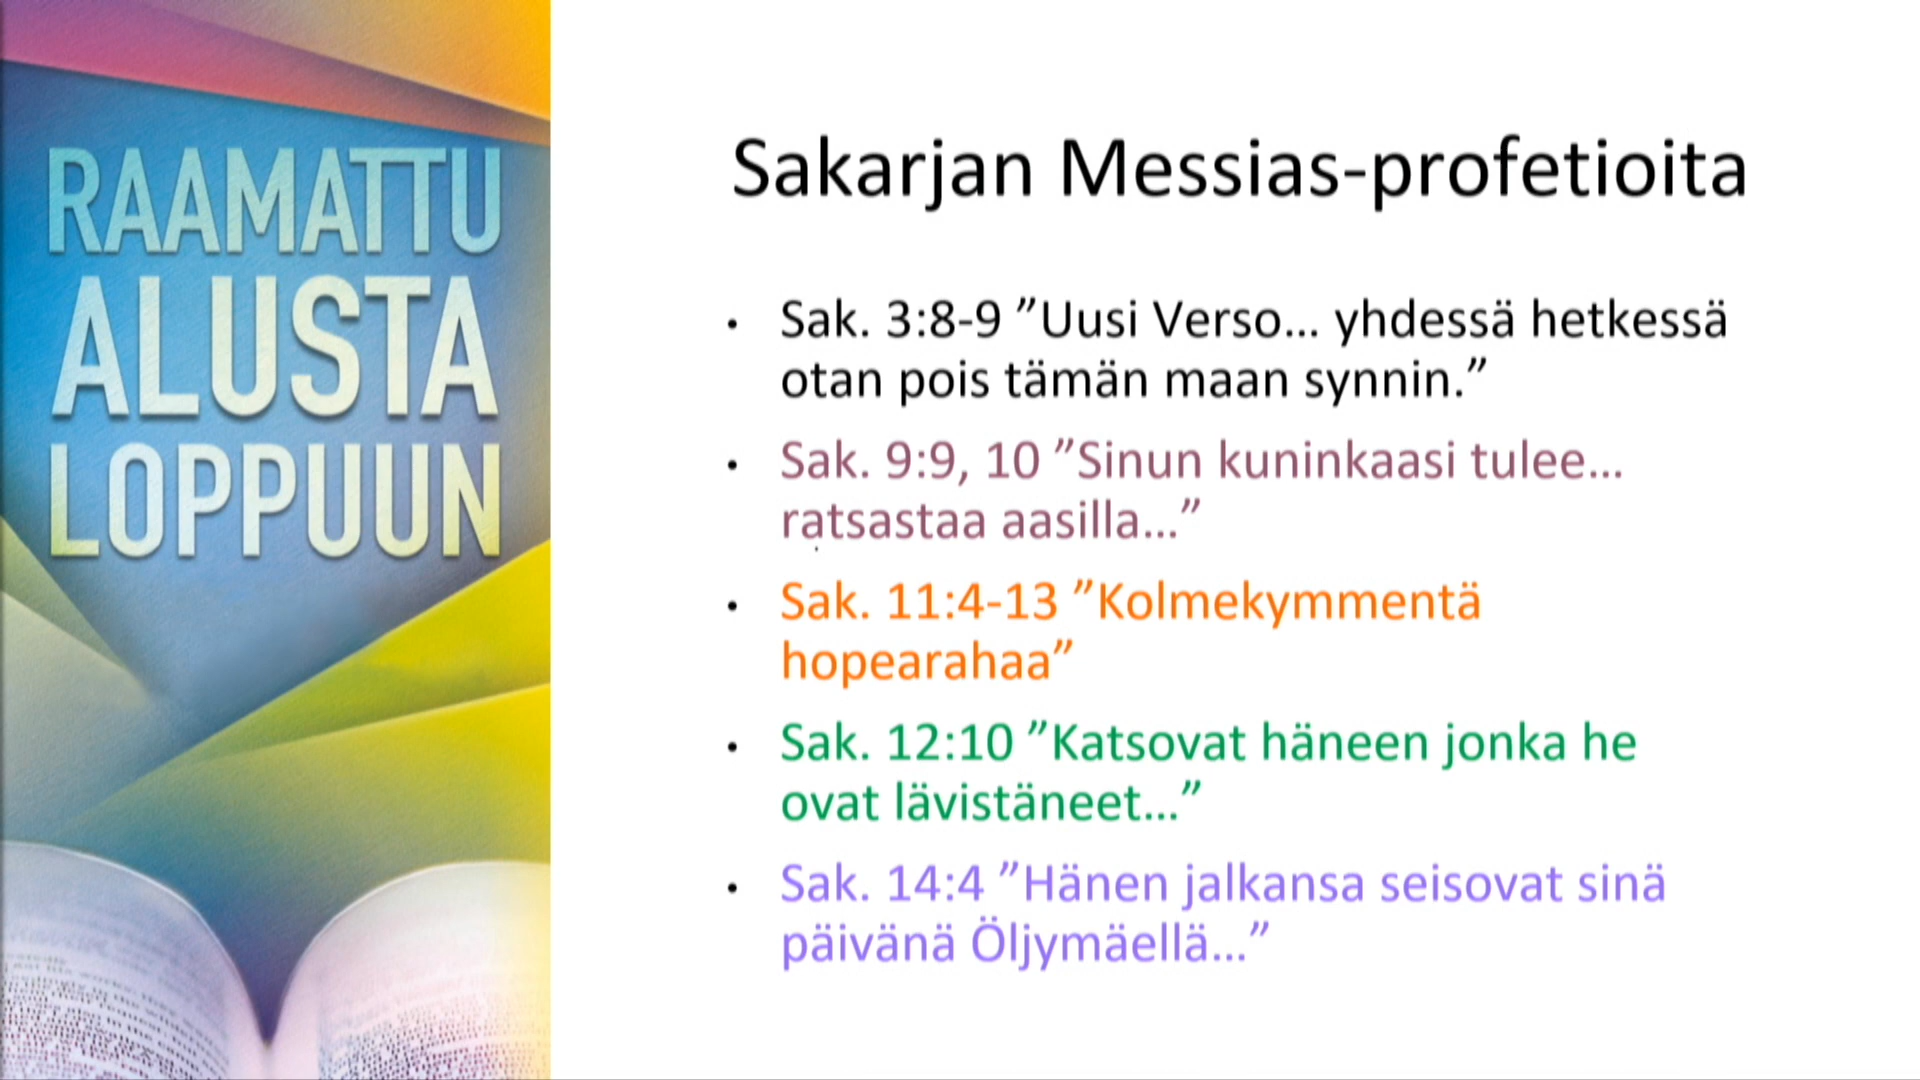 RAAMATTU
ALUSTA
LOPPUUN
Sakarjan Messias-profetioita
• Sak. 3:8-9 ”Uusi Verso... yhdessä hetkessä
otan pois tämän maan synnin.”
• Sak. 9:9, 10 ”Sinun kuninkaasi tulee...
ratsastaa aasilla...”
• Sak. 11:4-13 ”Kolmekymmentä
hopearahaa”
• Sak. 12:10 ”Katsovat häneen jonka he
ovat lävistäneet...”
• Sak. 14:4 ”Hänen jalkansa seisovat sinä
päivänä Öljymäellä...”